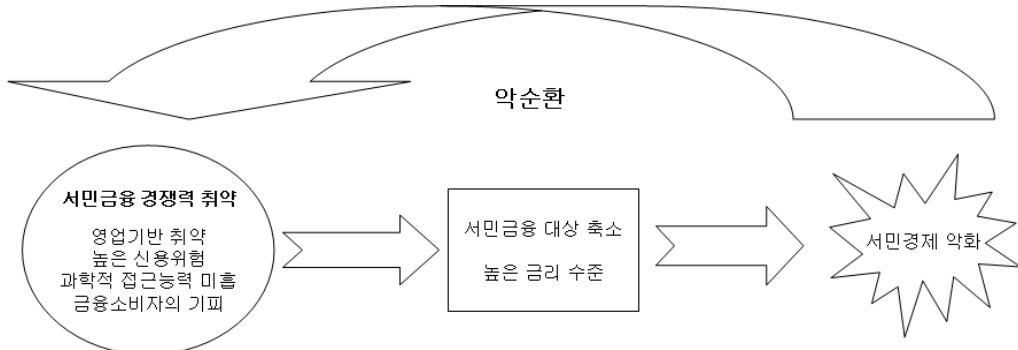 악순환
서민금융 경쟁력 취약
영업기반 취약
높은 신용위험
과학적 접근능력 미흡
금융소비자의 기피
서민금융 대상 축소
높은 금리 수준
서민경제 악화